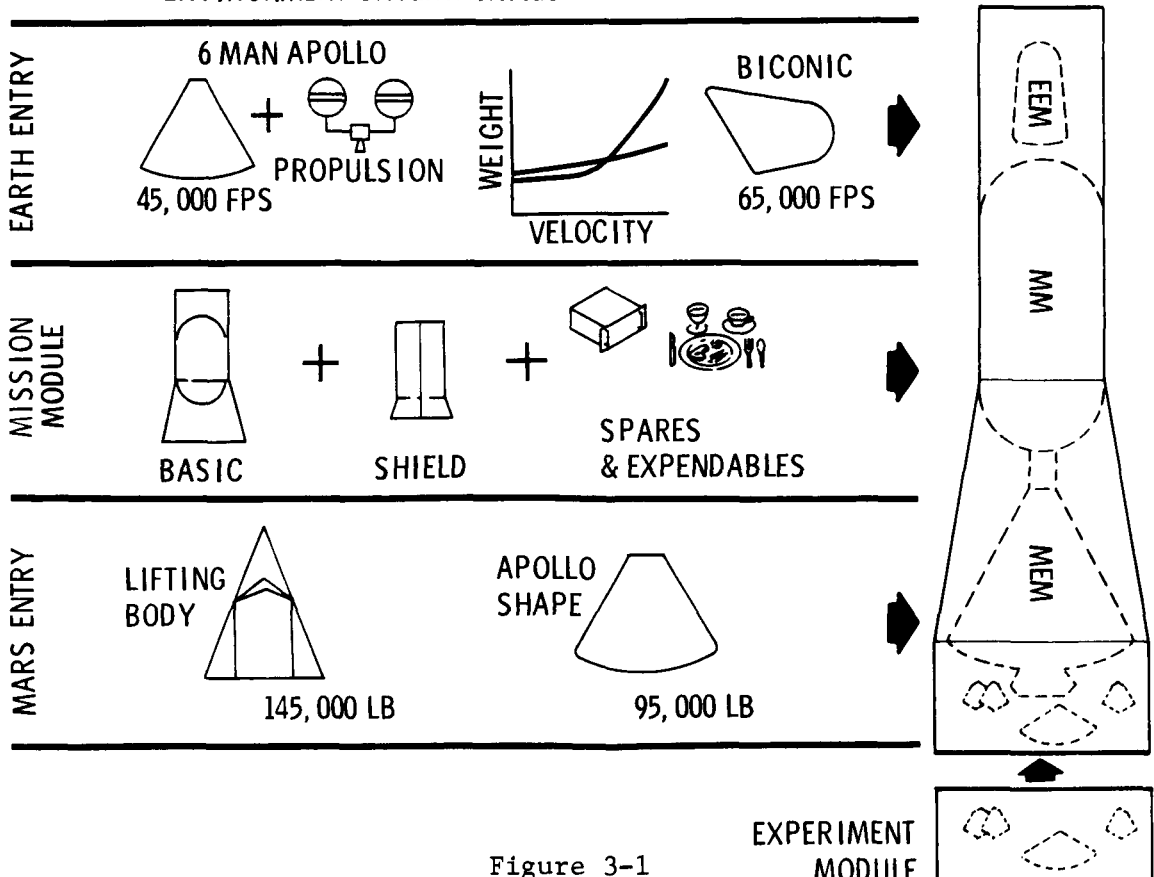 EARTH ENTRY
6 MAN APOLLO
PROPULSION
45,000 FPS
WEIGHT
VELOCITY
BICONIC
65,000 FPS
EEM
MISSION
MODULE
BASIC
SHIELD
SPARES
& EXPENDABLES
MM
MARS ENTRY
LIFTING
BODY
145,000 LB
APOLLO
SHAPE
95,000 LB
MEM
EXPERIMENT
MODULE
Figure 3-1